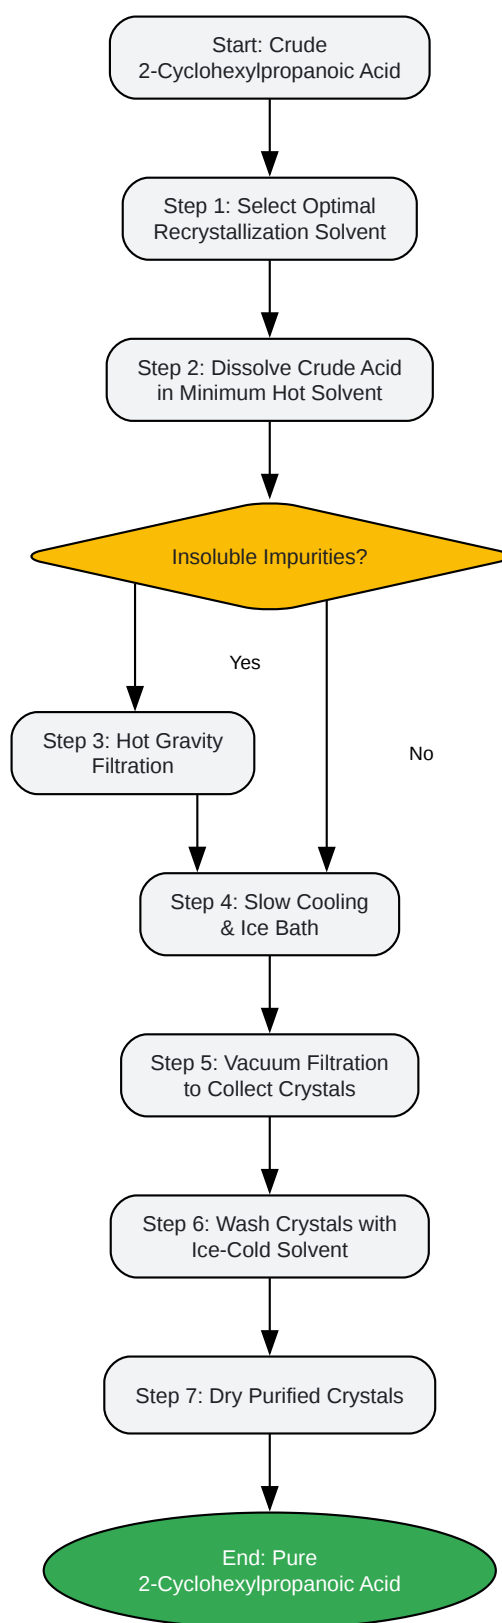 Start: Crude
2-Cyclohexylpropanoic Acid
Step 1: Select Optimal
Recrystallization Solvent
Step 2: Dissolve Crude Acid
in Minimum Hot Solvent
Insoluble Impurities?
Yes
Step 3: Hot Gravity
Filtration
No
Step 4: Slow Cooling
& Ice Bath
Step 5: Vacuum Filtration
to Collect Crystals
Step 6: Wash Crystals with
Ice-Cold Solvent
Step 7: Dry Purified Crystals
End: Pure
2-Cyclohexylpropanoic Acid